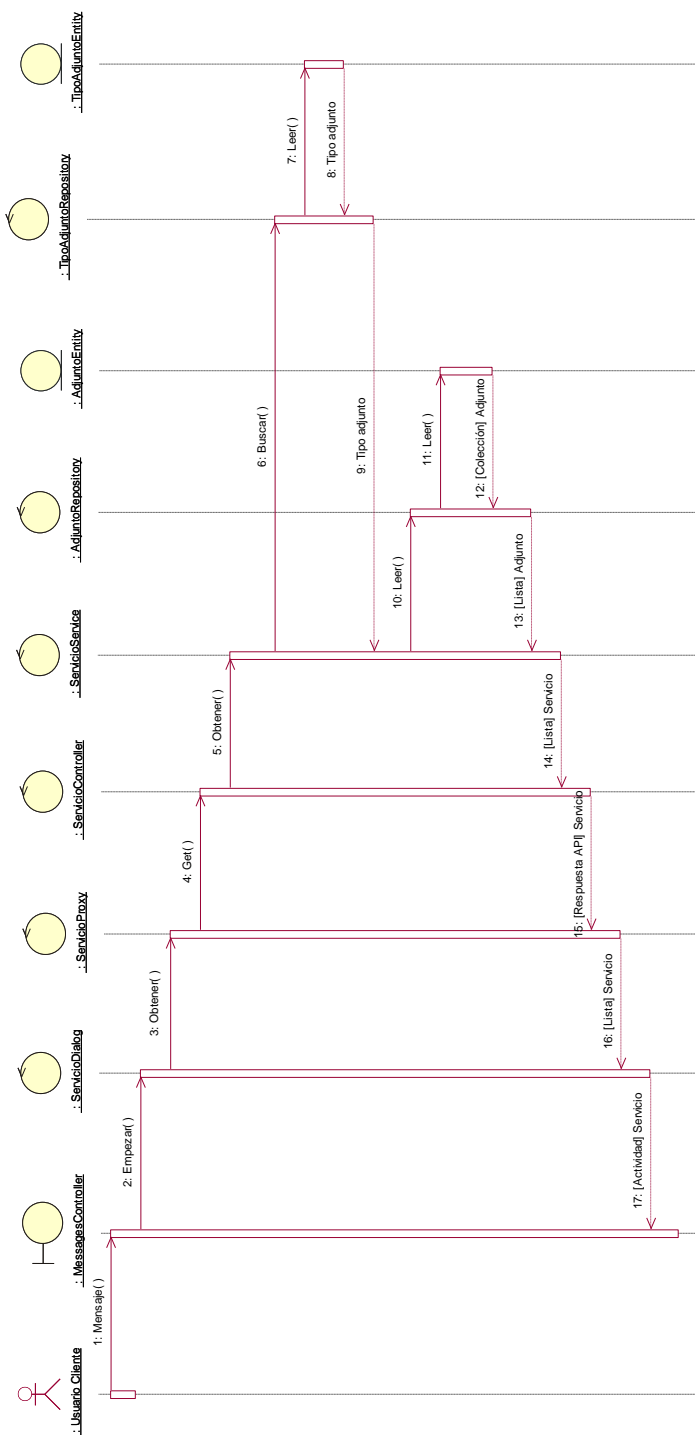 : Usuario Cliente
: MessagesController
: ServicioDialog
: ServicioProxy
: ServicioController
: ServicioService
: AdjuntoRepository
: AdjuntoEntity
: TipoAdjuntoRepository
: TipoAdjuntoEntity
1: Mensaje( )
2: Empezar( )
3: Obtener( )
4: Get( )
5: Obtener( )
6: Buscar( )
7: Leer( )
8: Tipo adjunto
9: Tipo adjunto
10: Leer( )
11: Leer( )
12: [Colección] Adjunto
13: [Lista] Adjunto
14: [Lista] Servicio
15: [Respuesta API] Servicio
16: [Lista] Servicio
17: [Actividad] Servicio